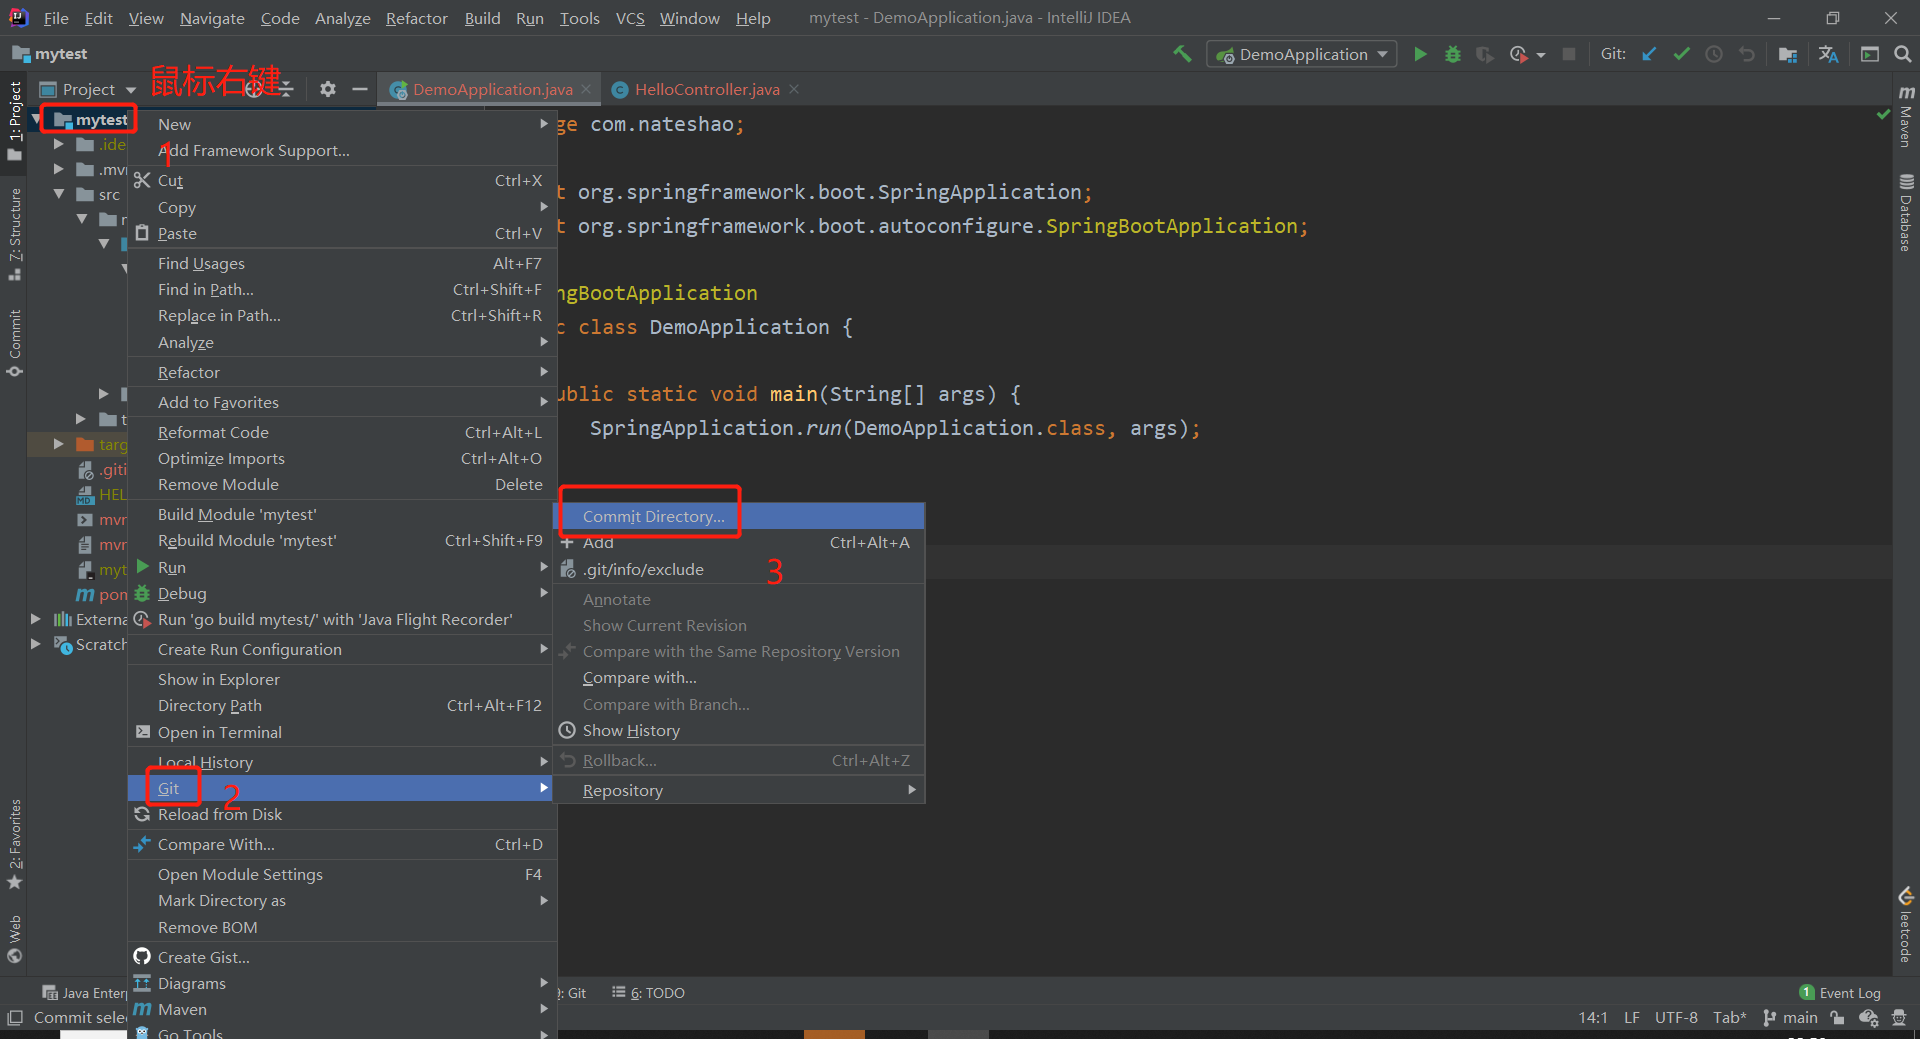 File Edit View Navigate Code Analyze Refactor Build Run Tools VCS Window Help mytest - DemoApplication.java - IntelliJ IDEA
mytest
DemoApplication
Git:
1: Project
7: Structure
Commit
2: Favorites
Web
Project
鼠标右键
DemoApplication.java
HelloController.java
mytest
1
.ide
.mv
src
targ
.giti
HEL
mvn
mvn
myt
pon
Externa
Scratch
New
Add Framework Support...
Cut Ctrl+X
Copy
Paste Ctrl+V
Find Usages Alt+F7
Find in Path... Ctrl+Shift+F
Replace in Path... Ctrl+Shift+R
Analyze
Refactor
Add to Favorites
Reformat Code Ctrl+Alt+L
Optimize Imports Ctrl+Alt+O
Remove Module Delete
Build Module 'mytest'
Rebuild Module 'mytest' Ctrl+Shift+F9
Run
Debug
Run 'go build mytest/' with 'Java Flight Recorder'
Create Run Configuration
Show in Explorer
Directory Path Ctrl+Alt+F12
Open in Terminal
Local History
Git
2
Reload from Disk
Compare With... Ctrl+D
Open Module Settings F4
Mark Directory as
Remove BOM
Create Gist...
Diagrams
Maven
Go Tools
ge com.nateshao;
t org.springframework.boot.SpringApplication;
t org.springframework.boot.autoconfigure.SpringBootApplication;
ngBootApplication
c class DemoApplication {
ublic static void main(String[] args) {
SpringApplication.run(DemoApplication.class, args);
Commit Directory...
Add Ctrl+Alt+A
.git/info/exclude
3
Annotate
Show Current Revision
Compare with the Same Repository Version
Compare with...
Compare with Branch...
Show History
Rollback... Ctrl+Alt+Z
Repository
Maven
Database
leetcode
Java Enter
: Git
6: TODO
1 Event Log
Commit sele
14:1 LF UTF-8 Tab* main